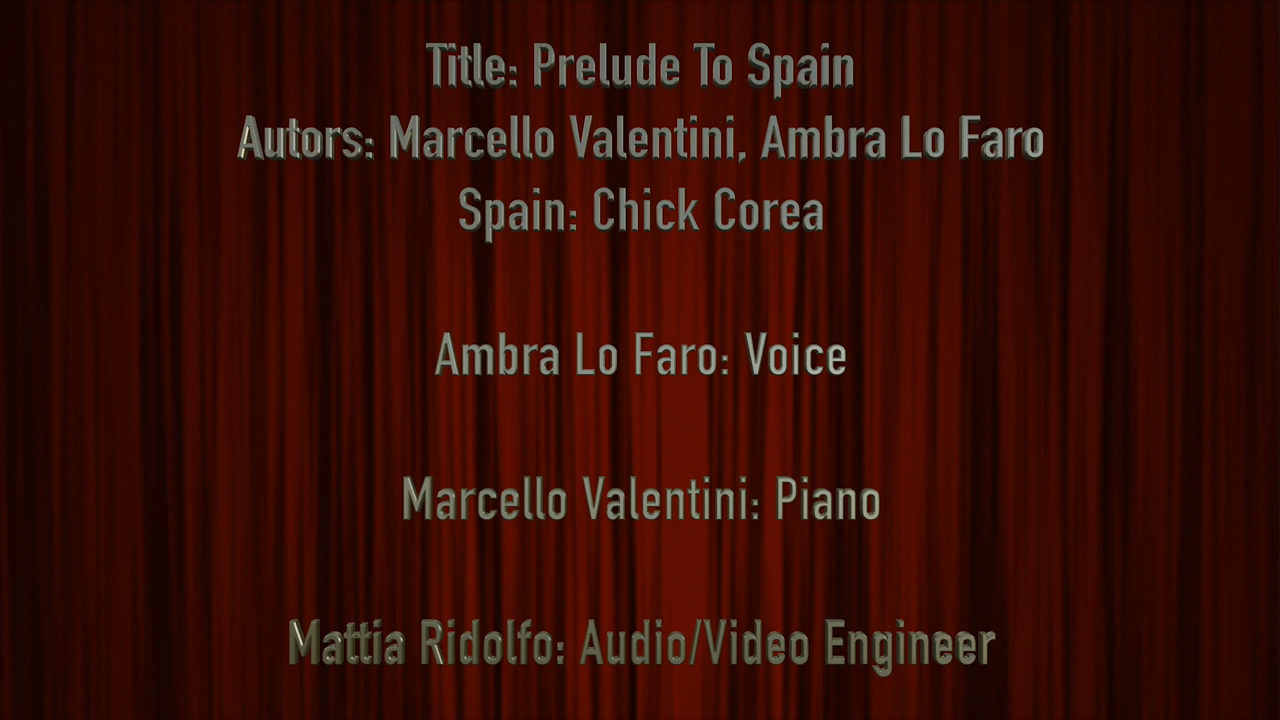 Title: Prelude To Spain
Autors: Marcello Valentini, Ambra Lo Faro
Spain: Chick Corea
Ambra Lo Faro: Voice
Marcello Valentini: Piano
Mattia Ridolfo: Audio/Video Engineer